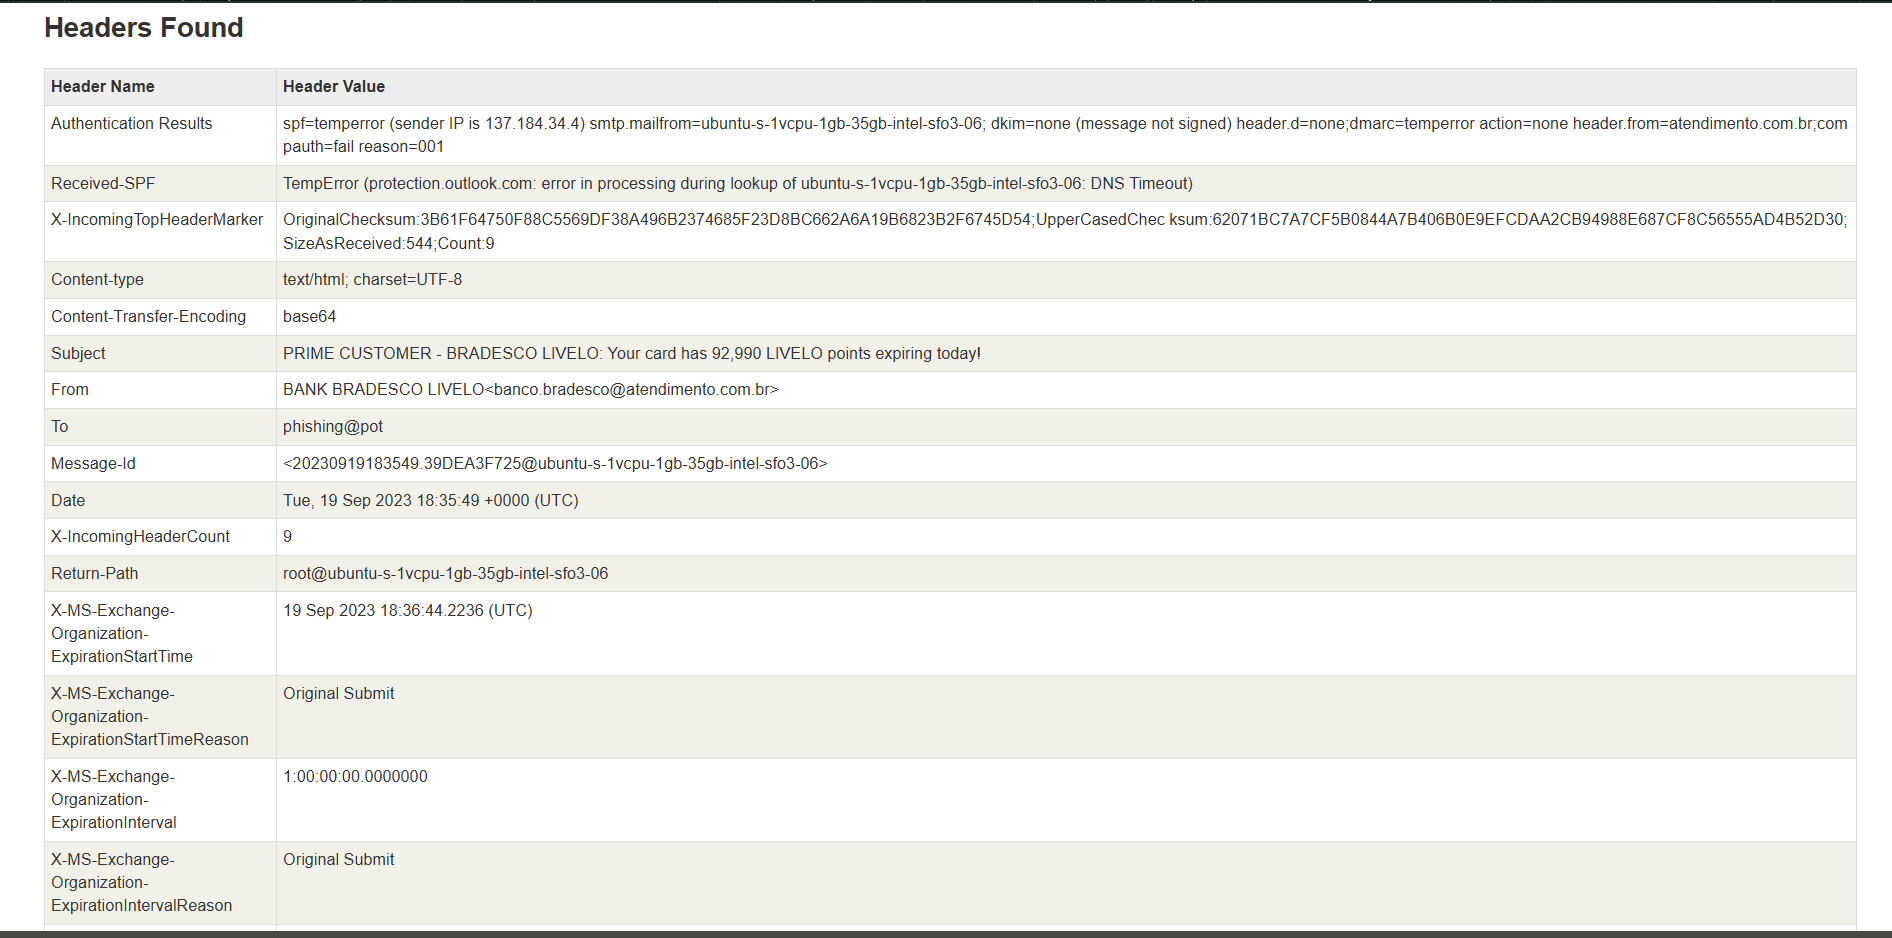 Headers Found
Header Name Header Value
Authentication Results spf=temperror (sender IP is 137.184.34.4) smtp.mailfrom=ubuntu-s-1vcpu-1gb-35gb-intel-sfo3-06; dkim=none (message not signed) header.d=none;dmarc=temperror action=none header.from=atendimento.com.br;com
pauth=fail reason=001
Received-SPF TempError (protection.outlook.com: error in processing during lookup of ubuntu-s-1vcpu-1gb-35gb-intel-sfo3-06: DNS Timeout)
X-IncomingTopHeaderMarker OriginalChecksum:3B61F64750F88C5569DF38A496B2374685F23D8BC662A6A19B6823B2F6745D54;UpperCasedChec ksum:62071BC7A7CF5B0844A7B406B0E9EFCDAA2CB94988E687CF8C56555AD4B52D30;
SizeAsReceived:544;Count:9
Content-type text/html; charset=UTF-8
Content-Transfer-Encoding base64
Subject PRIME CUSTOMER - BRADESCO LIVELO: Your card has 92,990 LIVELO points expiring today!
From BANK BRADESCO LIVELO<banco.bradesco@atendimento.com.br>
To phishing@pot
Message-Id <20230919183549.39DEA3F725@ubuntu-s-1vcpu-1gb-35gb-intel-sfo3-06>
Date Tue, 19 Sep 2023 18:35:49 +0000 (UTC)
X-IncomingHeaderCount 9
Return-Path root@ubuntu-s-1vcpu-1gb-35gb-intel-sfo3-06
X-MS-Exchange- 19 Sep 2023 18:36:44.2236 (UTC)
Organization-
ExpirationStartTime
X-MS-Exchange- Original Submit
Organization-
ExpirationStartTimeReason
X-MS-Exchange- 1:00:00:00.0000000
Organization-
ExpirationInterval
X-MS-Exchange- Original Submit
Organization-
ExpirationIntervalReason